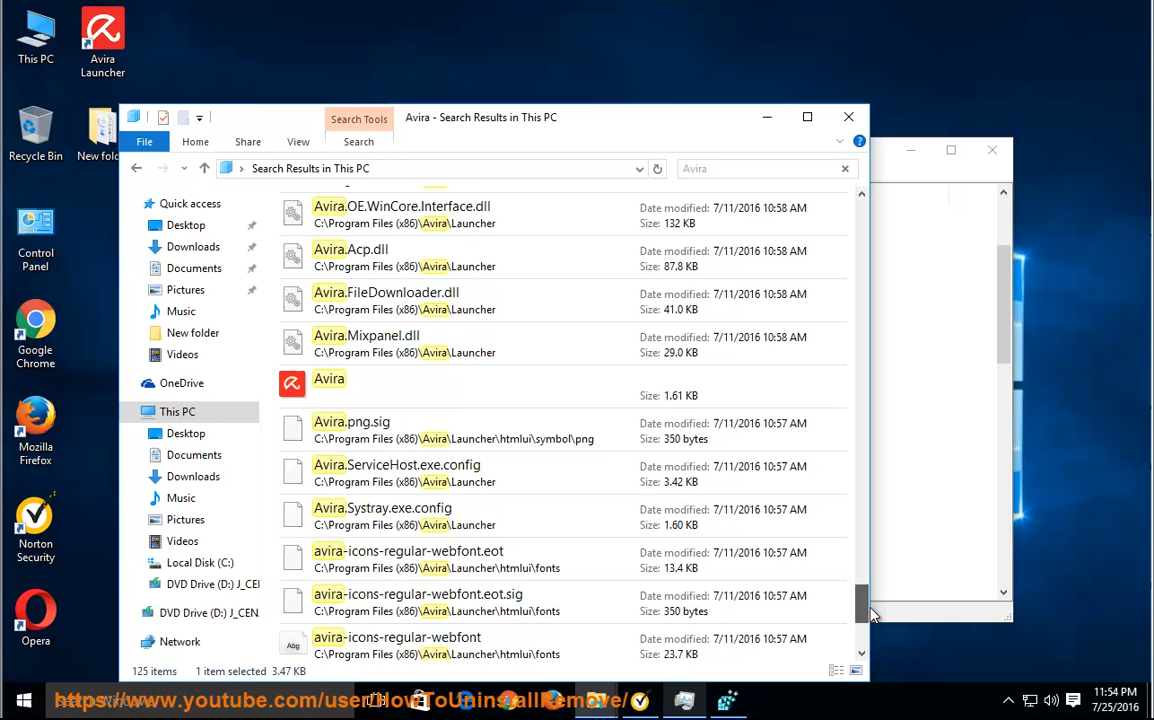 This PC
Avira
Launcher
Recycle Bin
New fold
Control
Panel
Google
Chrome
Mozilla
Firefox
Norton
Security
Opera
Search Tools
Avira - Search Results in This PC
File
Home
Share
View
Search
Search Results in This PC
Avira
Quick access
Desktop
Downloads
Documents
Pictures
Music
New folder
Videos
OneDrive
This PC
Desktop
Documents
Downloads
Music
Pictures
Videos
Local Disk (C:)
DVD Drive (D:) J_CEN
DVD Drive (D:) J_CEN.
Network
Avira.OE.WinCore.Interface.dll
C:\Program Files (x86)\Avira\Launcher
Date modified: 7/11/2016 10:58 AM
Size: 132 KB
Avira.Acp.dll
C:\Program Files (x86)\Avira\Launcher
Date modified: 7/11/2016 10:58 AM
Size: 87.8 KB
Avira.FileDownloader.dll
C:\Program Files (x86)\Avira\Launcher
Date modified: 7/11/2016 10:58 AM
Size: 41.0 KB
Avira.Mixpanel.dll
C:\Program Files (x86)\Avira\Launcher
Date modified: 7/11/2016 10:58 AM
Size: 29.0 KB
Avira
Size: 1.61 KB
Avira.png.sig
C:\Program Files (x86)\Avira\Launcher\htmlui\symbol\png
Date modified: 7/11/2016 10:57 AM
Size: 350 bytes
Avira.ServiceHost.exe.config
C:\Program Files (x86)\Avira\Launcher
Date modified: 7/11/2016 10:57 AM
Size: 3.42 KB
Avira.Systray.exe.config
C:\Program Files (x86)\Avira\Launcher
Date modified: 7/11/2016 10:57 AM
Size: 1.60 KB
avira-icons-regular-webfont.eot
C:\Program Files (x86)\Avira\Launcher\htmlui\fonts
Date modified: 7/11/2016 10:57 AM
Size: 13.4 KB
avira-icons-regular-webfont.eot.sig
C:\Program Files (x86)\Avira\Launcher\htmlui\fonts
Date modified: 7/11/2016 10:57 AM
Size: 350 bytes
Abg
avira-icons-regular-webfont
C:\Program Files (x86)\Avira\Launcher\htmlui\fonts
Date modified: 7/11/2016 10:57 AM
Size: 23.7 KB
125 items
1 item selected 3.47 KB
https://www.youtube.com/user/HowToUninstallRemove/
11:54 PM
7/25/2016